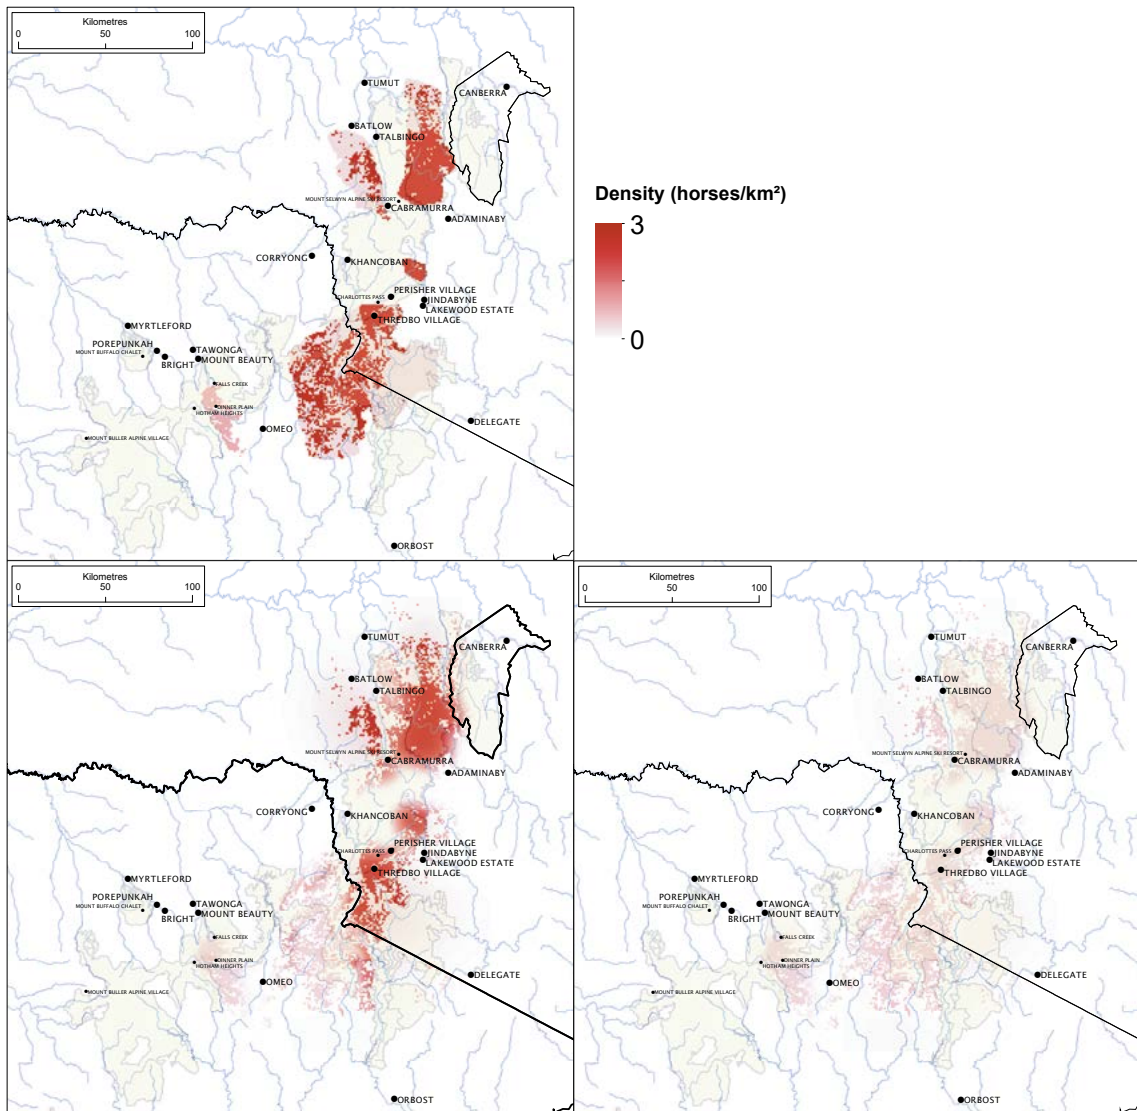 Kilometres
0 50 100
TUMUT
CANBERRA
BATLOW
TALBINGO
MOUNT SELWYN ALPINE SKI RESORT
CABRAMURRA
ADAMINABY
CORRYONG
KHANCOBAN
PERISHER VILLAGE
CHARLOTTES PASS
JINDABYNE
LAKEWOOD ESTATE
THREDBO VILLAGE
MYRTLEFORD
POREPUNKAH
TAWONGA
MOUNT BUFFALO CHALET
MOUNT BEAUTY
BRIGHT
FALLS CREEK
DINNER PLAIN
HOTHAM HEIGHTS
OMEO
DELEGATE
MOUNT BULLER ALPINE VILLAGE
ORBOST
Density (horses/km²)
3
0
Kilometres
0 50 100
TUMUT
CANBERRA
BATLOW
TALBINGO
MOUNT SELWYN ALPINE SKI RESORT
CABRAMURRA
ADAMINABY
CORRYONG
KHANCOBAN
PERISHER VILLAGE
CHARLOTTES PASS
JINDABYNE
LAKEWOOD ESTATE
THREDBO VILLAGE
MYRTLEFORD
POREPUNKAH
TAWONGA
MOUNT BUFFALO CHALET
MOUNT BEAUTY
BRIGHT
FALLS CREEK
DINNER PLAIN
HOTHAM HEIGHTS
OMEO
DELEGATE
MOUNT BULLER ALPINE VILLAGE
ORBOST
Kilometres
0 50 100
TUMUT
CANBERRA
BATLOW
TALBINGO
MOUNT SELWYN ALPINE SKI RESORT
CABRAMURRA
ADAMINABY
CORRYONG
KHANCOBAN
PERISHER VILLAGE
CHARLOTTES PASS
JINDABYNE
LAKEWOOD ESTATE
THREDBO VILLAGE
MYRTLEFORD
POREPUNKAH
TAWONGA
MOUNT BUFFALO CHALET
MOUNT BEAUTY
BRIGHT
FALLS CREEK
DINNER PLAIN
HOTHAM HEIGHTS
OMEO
DELEGATE
MOUNT BULLER ALPINE VILLAGE
ORBOST